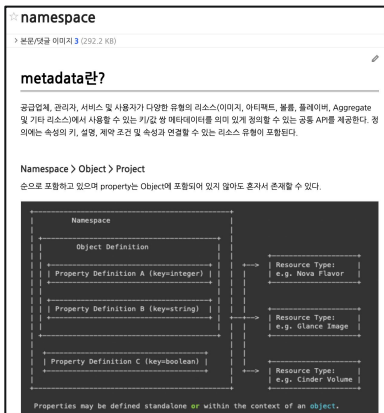 ☆ namespace
> 본문/댓글 이미지 3 (292.2 KB)
metadata란?
공급업체, 관리자, 서비스 및 사용자가 다양한 유형의 리소스(이미지, 아티팩트, 볼륨, 플레이버, Aggregate
및 기타 리소스)에서 사용할 수 있는 키/값 쌍 메타데이터를 의미 있게 정의할 수 있는 공통 API를 제공한다. 정
의에는 속성의 키, 설명, 제약 조건 및 속성과 연결할 수 있는 리소스 유형이 포함된다.
Namespace > Object > Project
순으로 포함하고 있으며 property는 Object에 포함되어 있지 않아도 혼자서 존재할 수 있다.
Namespace
Object Definition
Property Definition A (key=integer)
Resource Type:
e.g. Nova Flavor
Property Definition B (key=string)
Resource Type:
e.g. Glance Image
Property Definition C (key=boolean)
Resource Type:
e.g. Cinder Volume
Properties may be defined standalone or within the context of an object.